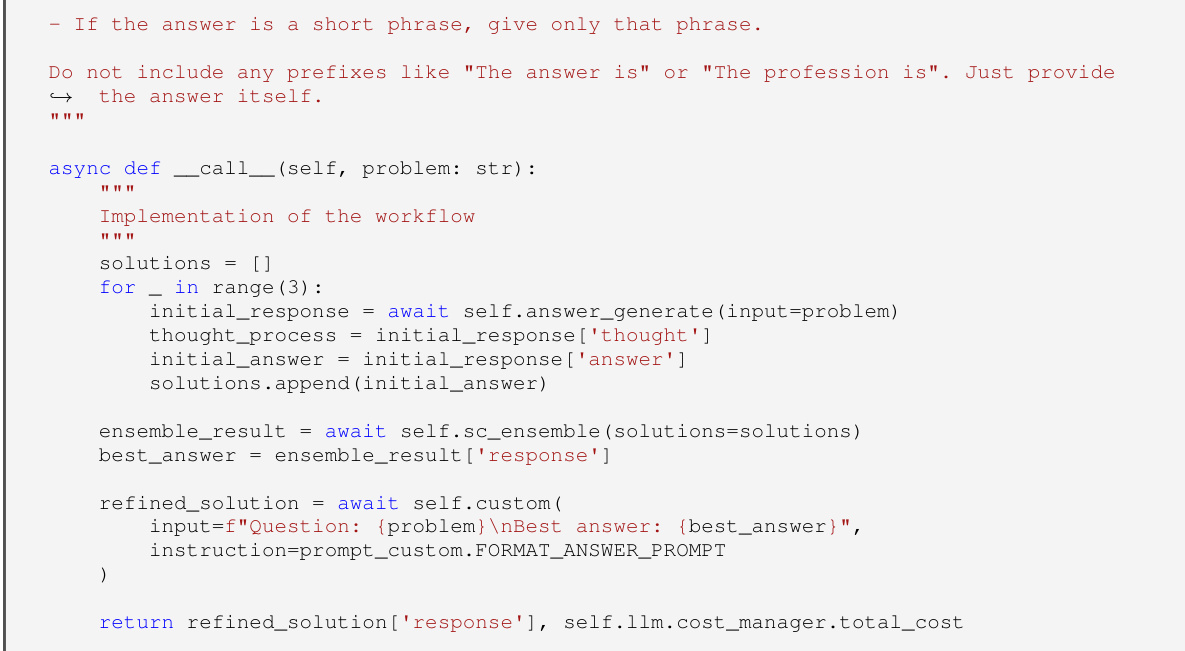 - If the answer is a short phrase, give only that phrase.

Do not include any prefixes like "The answer is" or "The profession is". Just provide
↪ the answer itself.
"""

async def __call__(self, problem: str):
    """
    Implementation of the workflow
    """
    solutions = []
    for _ in range(3):
        initial_response = await self.answer_generate(input=problem)
        thought_process = initial_response['thought']
        initial_answer = initial_response['answer']
        solutions.append(initial_answer)

    ensemble_result = await self.sc_ensemble(solutions=solutions)
    best_answer = ensemble_result['response']

    refined_solution = await self.custom(
        input=f"Question: {problem}\nBest answer: {best_answer}",
        instruction=prompt_custom.FORMAT_ANSWER_PROMPT
    )

    return refined_solution['response'], self.llm.cost_manager.total_cost